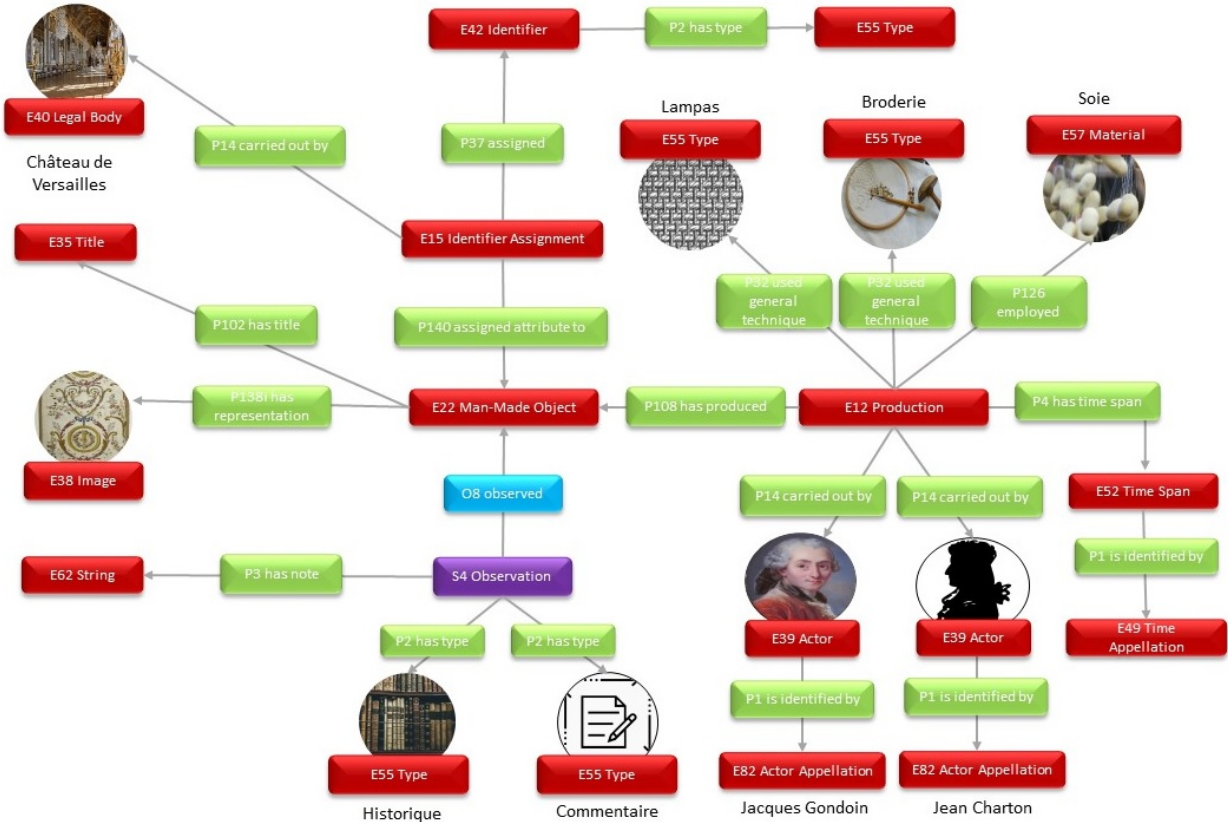 E42 Identifier
P2 has type
E55 Type
E40 Legal Body
Château de
Versailles
P14 carried out by
P37 assigned
Lampas
E55 Type
Broderie
E55 Type
Soie
E57 Material
E35 Title
E15 Identifier Assignment
P102 has title
P140 assigned attribute to
P32 used
general
technique
P32 used
general
technique
P126
employed
P138i has
representation
E22 Man-Made Object
P108 has produced
E12 Production
P4 has time span
E38 Image
O8 observed
P14 carried out by
P14 carried out by
E52 Time Span
E62 String
P3 has note
S4 Observation
P1 is identified by
P2 has type
P2 has type
E39 Actor
E39 Actor
E49 Time
Appellation
P1 is identified by
P1 is identified by
E55 Type
Historique
E55 Type
Commentaire
E82 Actor Appellation
Jacques Gondoin
E82 Actor Appellation
Jean Charton